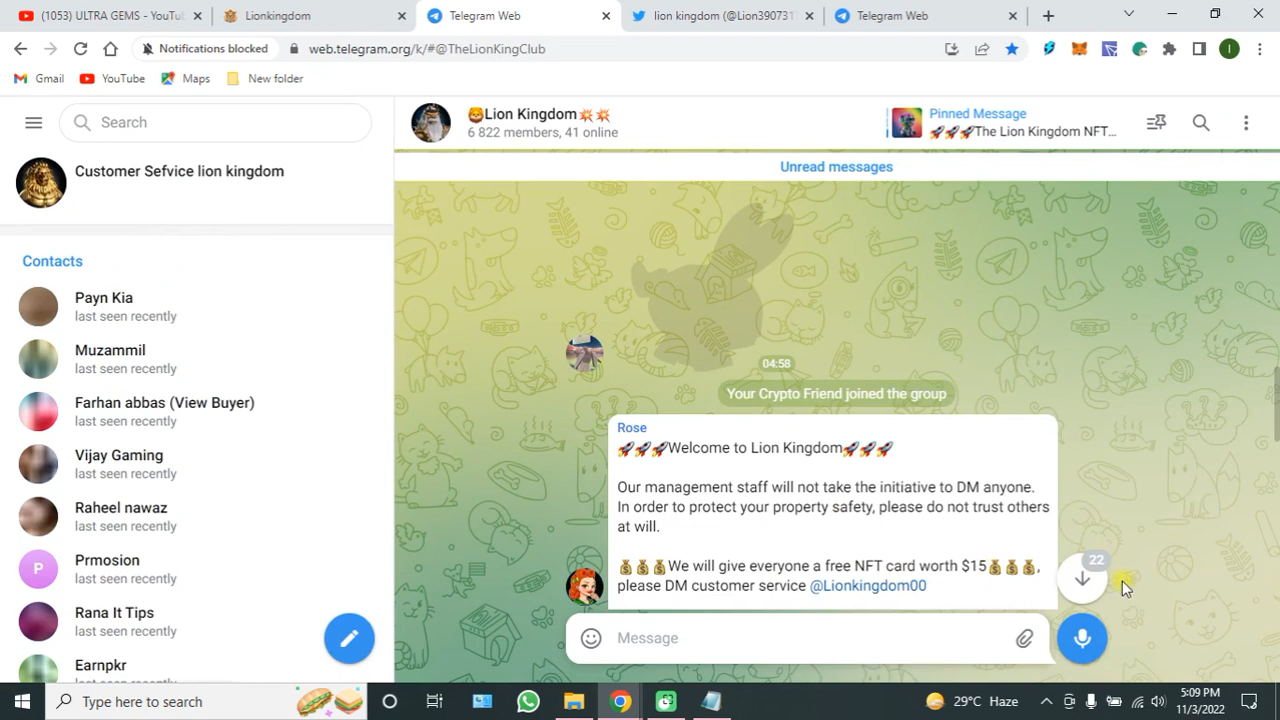 (1053) ULTRA GEMS - YouTu
Lionkingdom
Telegram Web
lion kingdom (@Lion390731
Telegram Web
Notifications blocked
web.telegram.org/k/#@TheLionKingClub
I
Gmail
YouTube
Maps
New folder
Search
🦁Lion Kingdom💥💥
6 822 members, 41 online
Pinned Message
🚀🚀🚀The Lion Kingdom NFT...
Customer Sefvice lion kingdom
Unread messages
Contacts
Payn Kia
last seen recently
Muzammil
last seen recently
Farhan abbas (View Buyer)
last seen recently
Vijay Gaming
last seen recently
Raheel nawaz
last seen recently
P
Prmosion
last seen recently
Rana It Tips
last seen recently
Earnpkr
04:58
Your Crypto Friend joined the group
Rose
🚀🚀🚀Welcome to Lion Kingdom🚀🚀🚀
Our management staff will not take the initiative to DM anyone.
In order to protect your property safety, please do not trust others
at will.
💰💰💰We will give everyone a free NFT card worth $15💰💰💰,
please DM customer service @Lionkingdom00
22
Message
Type here to search
29°C Haze
5:09 PM
11/3/2022